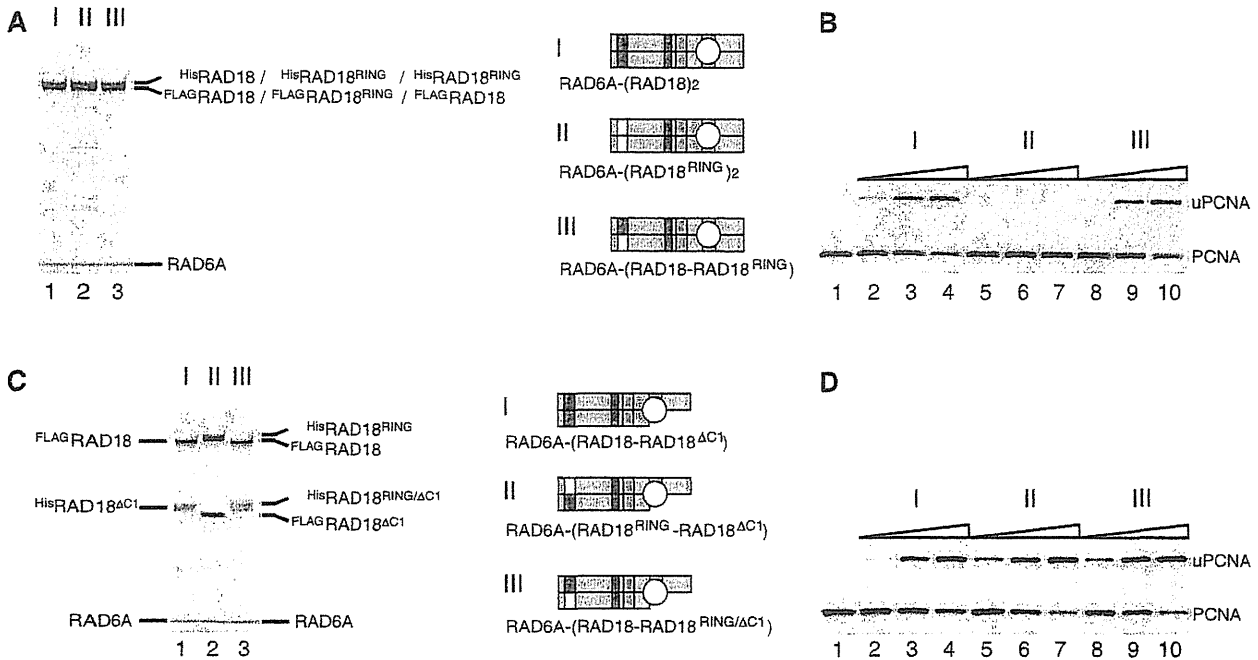 A
I II III
HisRAD18 / HisRAD18RING / HisRAD18RING
FLAGRAD18 / FLAGRAD18RING / FLAGRAD18
RAD6A
1 2 3
I
RAD6A-(RAD18)2
II
RAD6A-(RAD18RING)2
III
RAD6A-(RAD18-RAD18RING)
B
I II III
uPCNA
PCNA
1 2 3 4 5 6 7 8 9 10
C
I II III
FLAGRAD18
HisRAD18RING
FLAGRAD18
HisRAD18ΔC1
HisRAD18RING/ΔC1
FLAGRAD18ΔC1
RAD6A
RAD6A
1 2 3
I
RAD6A-(RAD18-RAD18ΔC1)
II
RAD6A-(RAD18RING-RAD18ΔC1)
III
RAD6A-(RAD18-RAD18RING/ΔC1)
D
I II III
uPCNA
PCNA
1 2 3 4 5 6 7 8 9 10